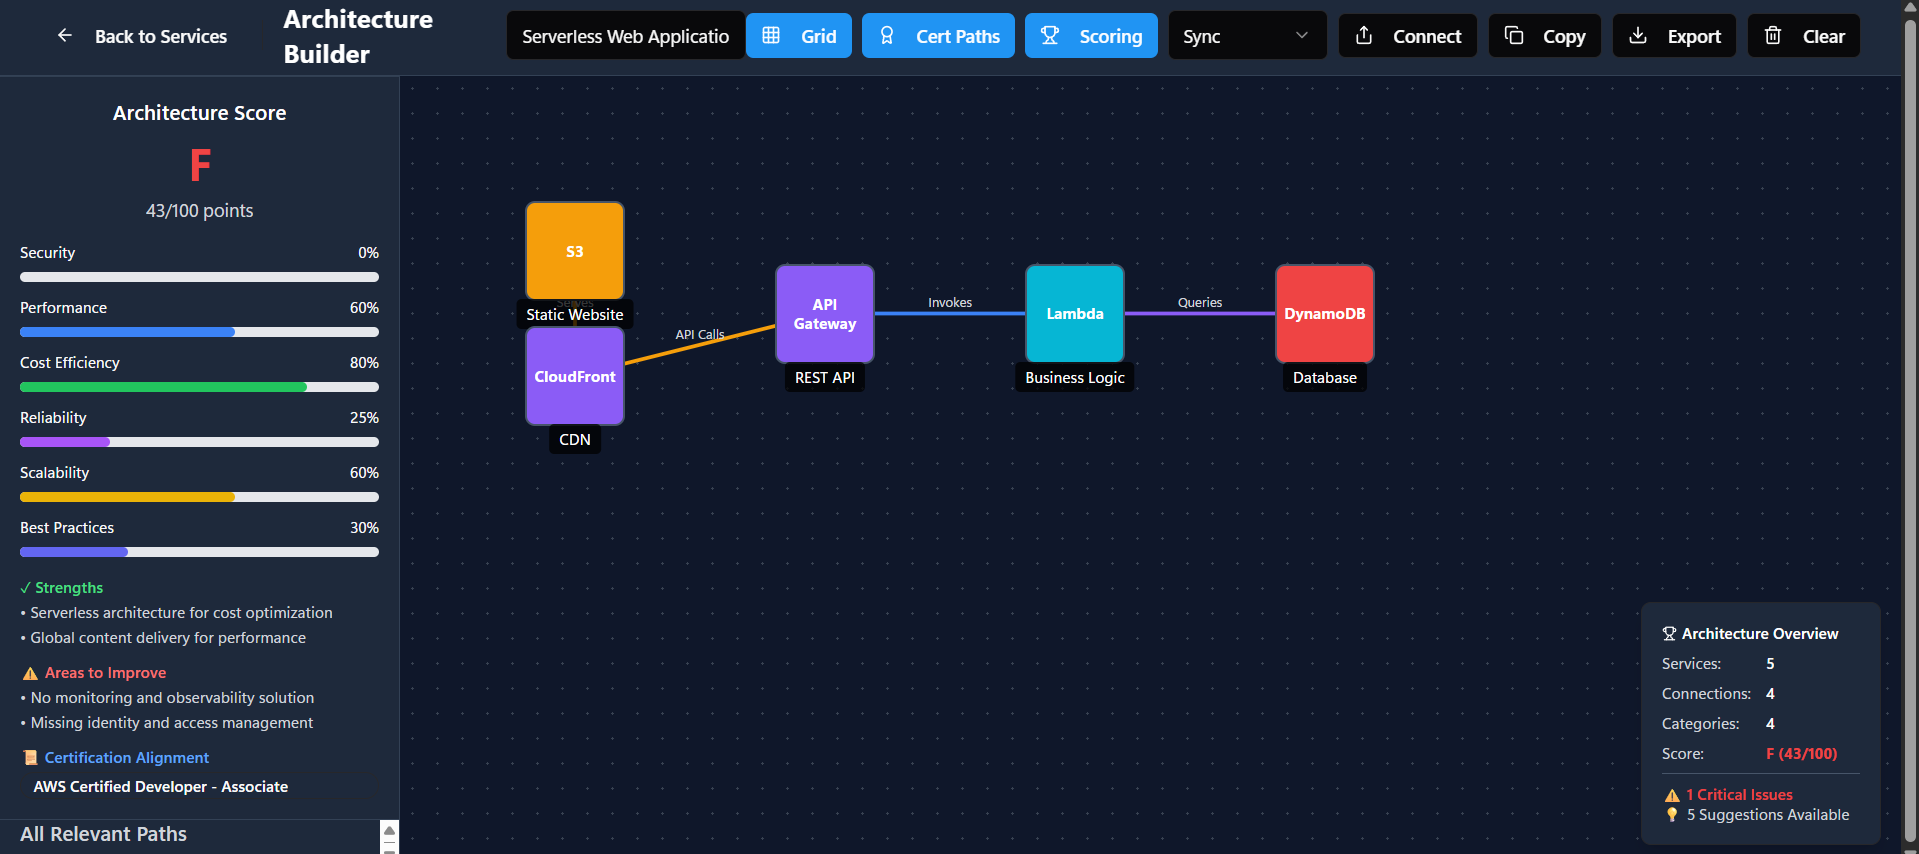 Back to Services
Architecture
Builder
Serverless Web Applicatio
Grid
Cert Paths
Scoring
Sync
Connect
Copy
Export
Clear
Architecture Score
F
43/100 points
Security 0%
Performance 60%
Cost Efficiency 80%
Reliability 25%
Scalability 60%
Best Practices 30%
✓ Strengths
• Serverless architecture for cost optimization
• Global content delivery for performance
⚠️ Areas to Improve
• No monitoring and observability solution
• Missing identity and access management
📜 Certification Alignment
AWS Certified Developer - Associate
All Relevant Paths
S3
Serves
Static Website
CloudFront
CDN
API Calls
API
Gateway
REST API
Invokes
Lambda
Business Logic
Queries
DynamoDB
Database
Architecture Overview
Services: 5
Connections: 4
Categories: 4
Score: F (43/100)
⚠️ 1 Critical Issues
💡 5 Suggestions Available